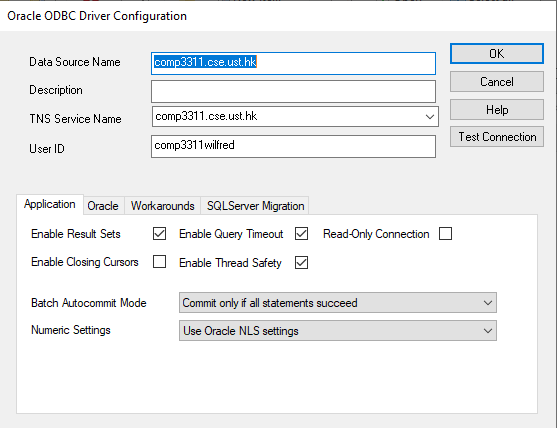 Oracle ODBC Driver Configuration
Data Source Name comp3311.cse.ust.hk OK
Description Cancel
TNS Service Name comp3311.cse.ust.hk Help
User ID comp3311wilfred Test Connection
Application Oracle Workarounds SQLServer Migration
Enable Result Sets Enable Query Timeout Read-Only Connection
Enable Closing Cursors Enable Thread Safety
Batch Autocommit Mode Commit only if all statements succeed
Numeric Settings Use Oracle NLS settings